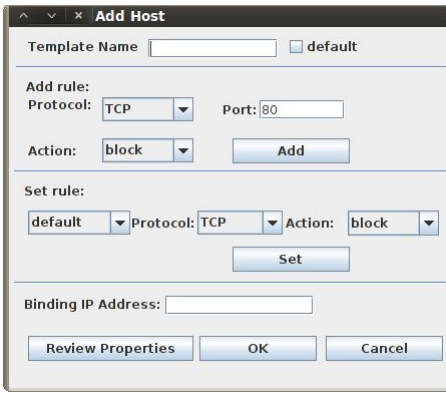 Add Host
Template Name default
Add rule:
Protocol: TCP Port: 80
Action: block Add
Set rule:
default Protocol: TCP Action: block
Set
Binding IP Address:
Review Properties OK Cancel